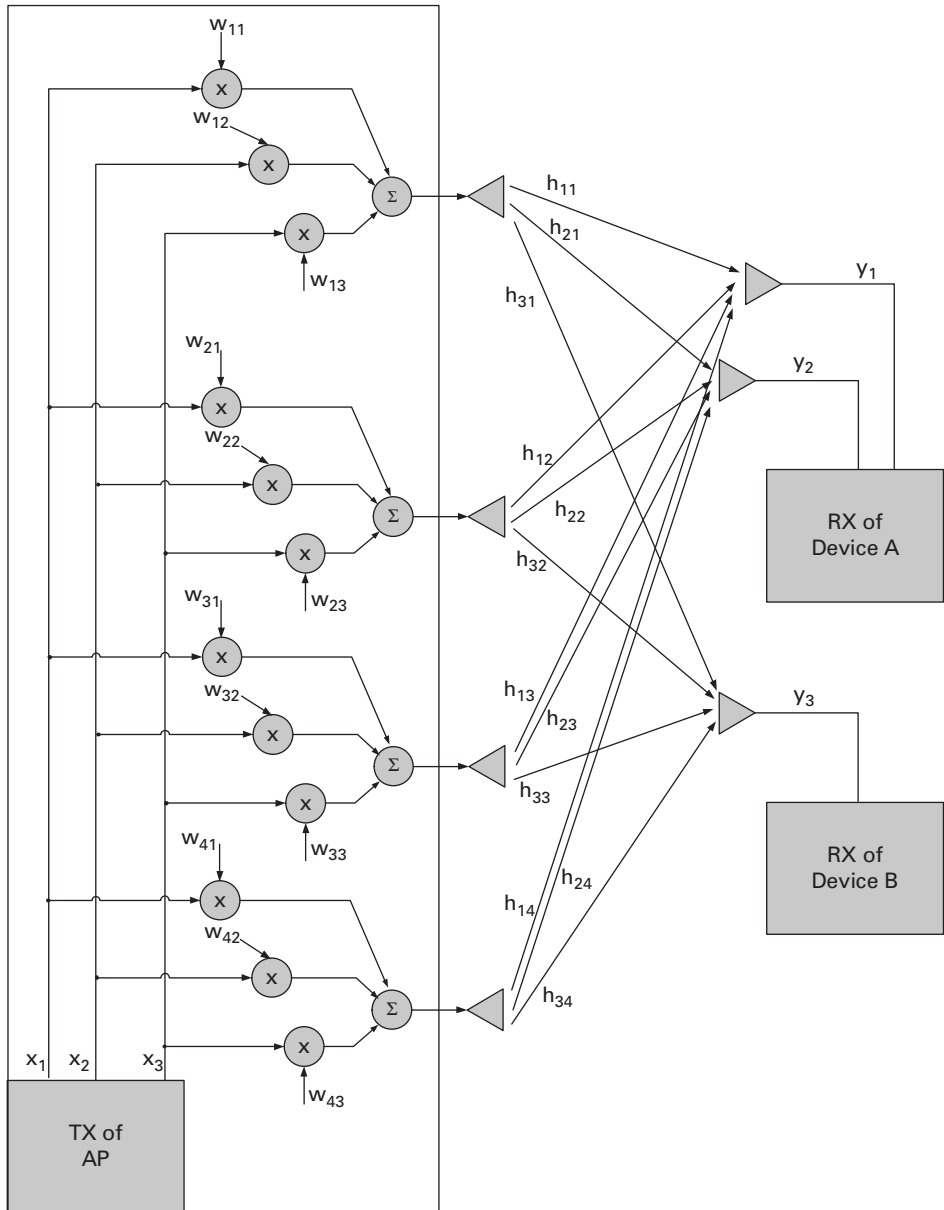 w11
x
w12
x
Σ
x
w13
h11
h21
h31
y1
y2
w21
x
w22
x
Σ
x
w23
h12
h22
h32
RX of
Device A
w31
x
w32
x
Σ
x
w33
h13
h23
h33
y3
RX of
Device B
w41
x
w42
x
Σ
x
w43
h14
h24
h34
x1
x2
x3
TX of
AP